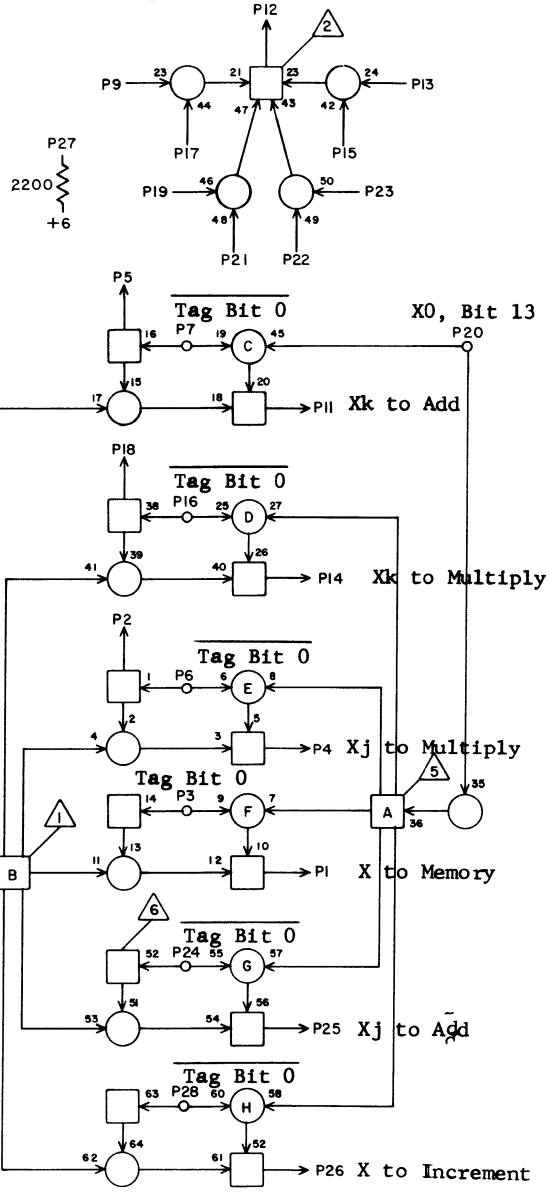 P12
2
P9 23 21 23 24 P13
44 47 43 42
P17 P15
P27
2200
+6
P19 46 50 P23
48 49
P21 P22
P5
Tag Bit 0 X0, Bit 13
P7 P20
16 19 C 45
15 20
17 18 P11 Xk to Add
P18
Tag Bit 0
38 P16 25 D 27
39 26
41 40 P14 Xk to Multiply
P2
Tag Bit 0
1 P6 6 E 8
2 5
4 3 P4 Xj to Multiply
Tag Bit 0 5 35
14 P3 9 F 7 A 36
1 13 10
B 11 12 P1 X to Memory
6
Tag Bit 0
52 P24 55 G 57
51 56
53 54 P25 Xj to Add
Tag Bit 0
63 P28 60 H 58
64 52
62 61 P26 X to Increment